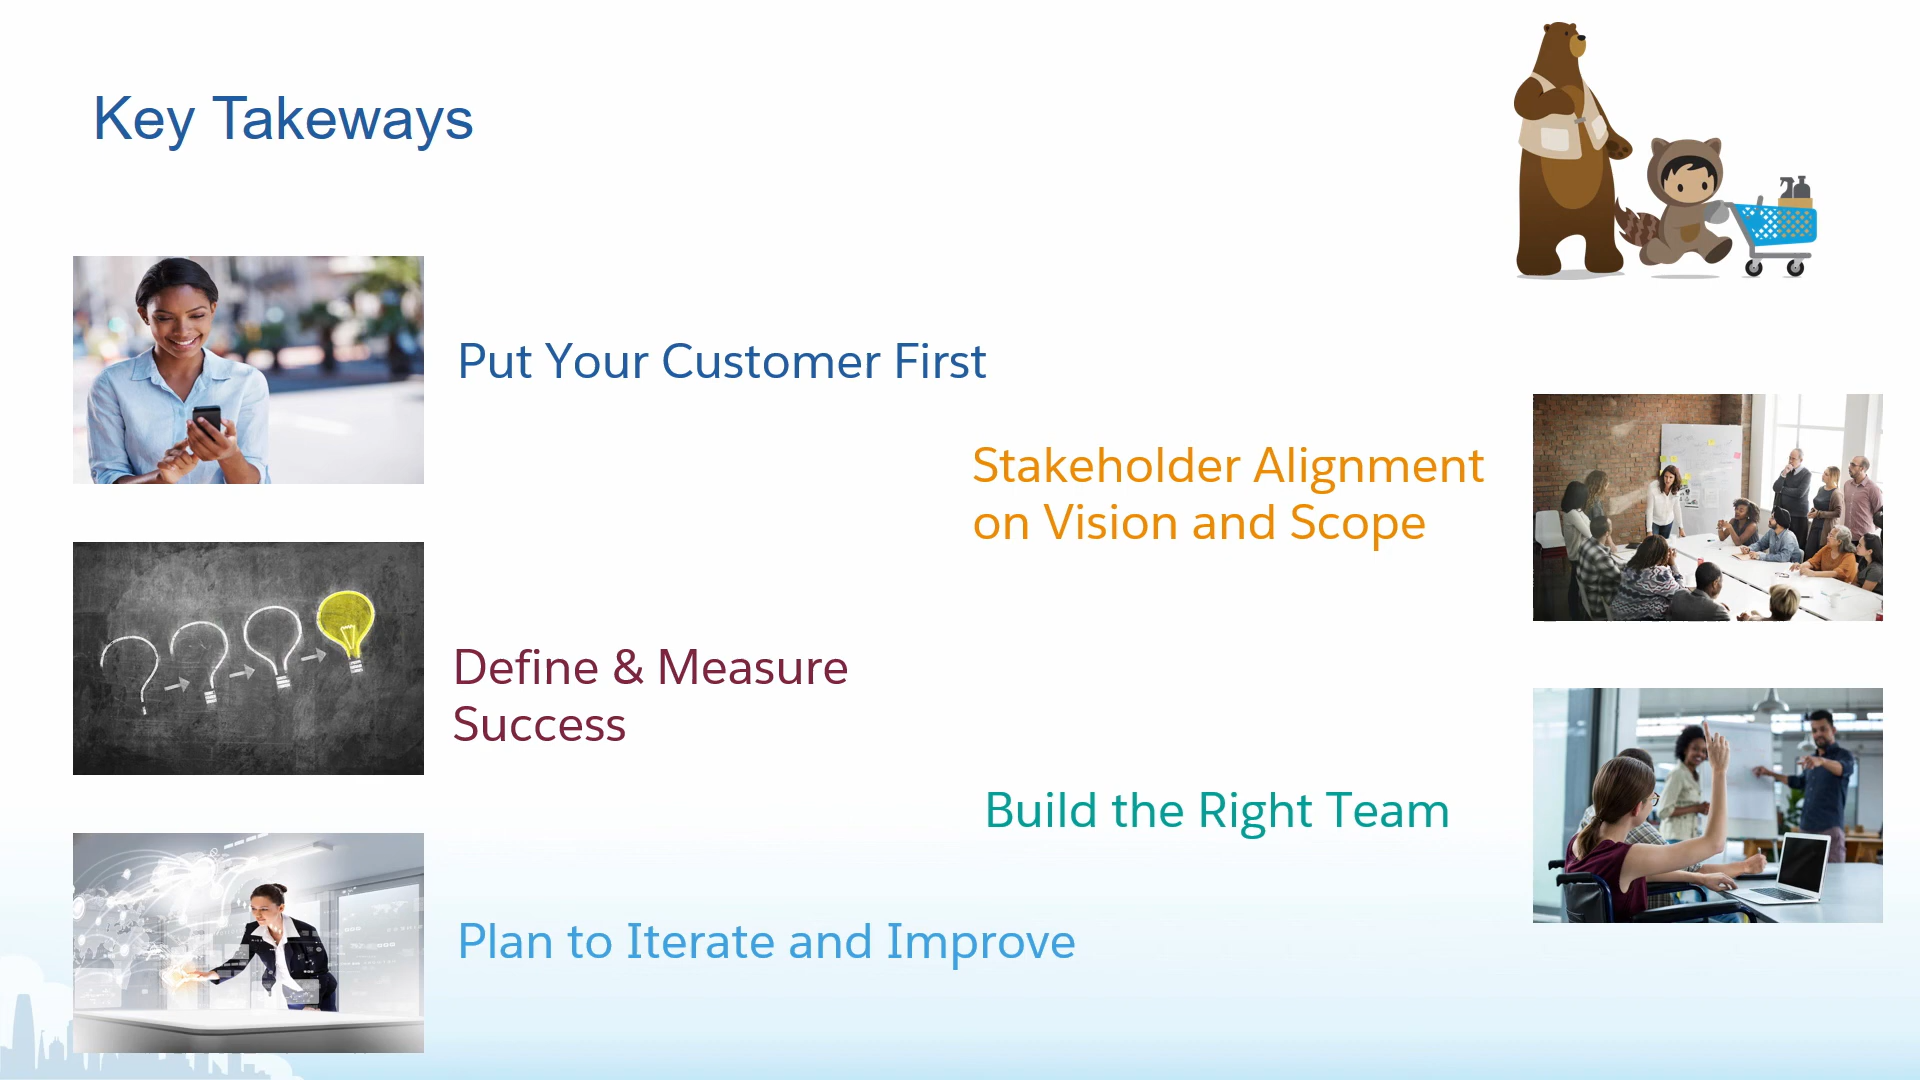 Key Takeways
Put Your Customer First
Stakeholder Alignment
on Vision and Scope
Define & Measure
Success
Build the Right Team
Plan to Iterate and Improve